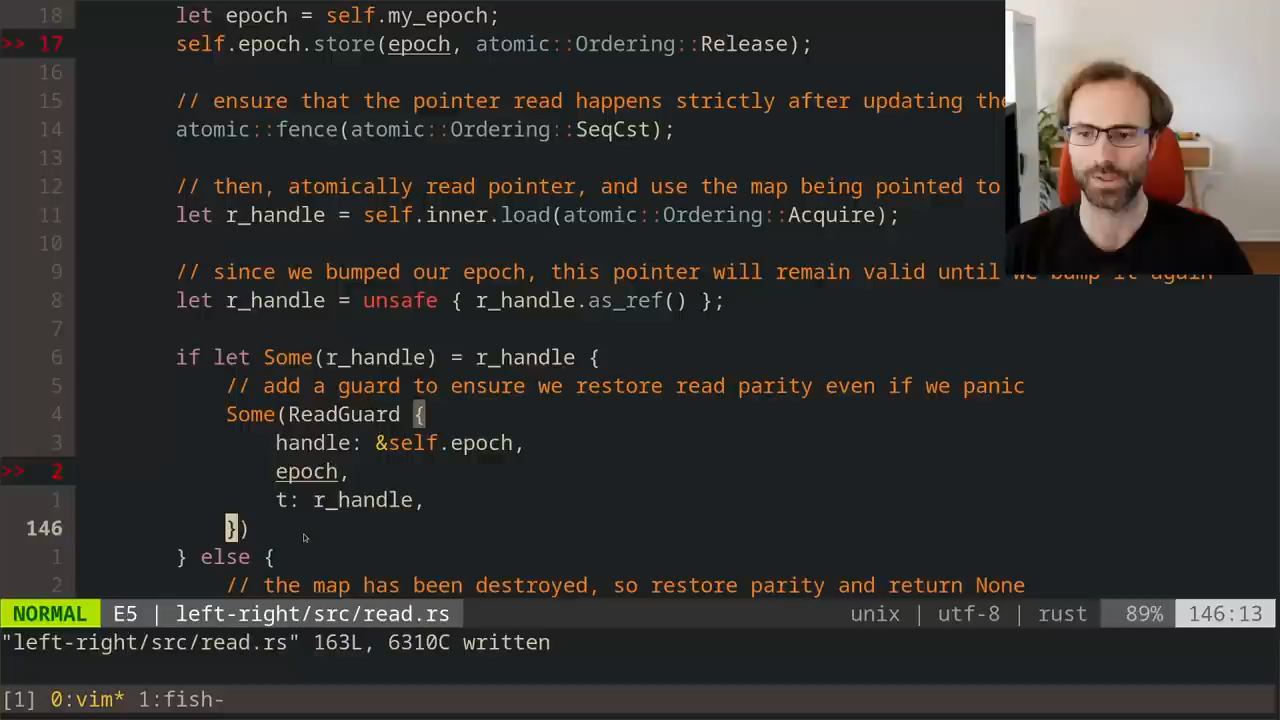 18 let epoch = self.my_epoch;
>> 17 self.epoch.store(epoch, atomic::Ordering::Release);
16
15 // ensure that the pointer read happens strictly after updating the
14 atomic::fence(atomic::Ordering::SeqCst);
13
12 // then, atomically read pointer, and use the map being pointed to
11 let r_handle = self.inner.load(atomic::Ordering::Acquire);
10
9 // since we bumped our epoch, this pointer will remain valid until we bump it again
8 let r_handle = unsafe { r_handle.as_ref() };
7
6 if let Some(r_handle) = r_handle {
5 // add a guard to ensure we restore read parity even if we panic
4 Some(ReadGuard {
3 handle: &self.epoch,
>> 2 epoch,
1 t: r_handle,
146 })
1 } else {
2 // the map has been destroyed, so restore parity and return None
NORMAL E5 | left-right/src/read.rs unix | utf-8 | rust 89% 146:13
"left-right/src/read.rs" 163L, 6310C written
[1] 0:vim* 1:fish-